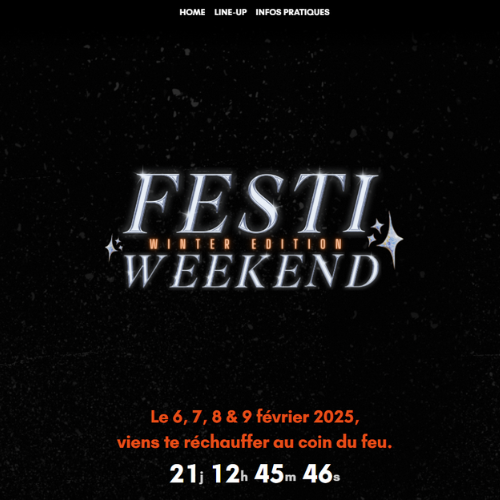 HOME LINE-UP INFOS PRATIQUES
FESTI
WINTER EDITION
WEEKEND
Le 6, 7, 8 & 9 février 2025,
viens te réchauffer au coin du feu.
21j 12h 45m 46s